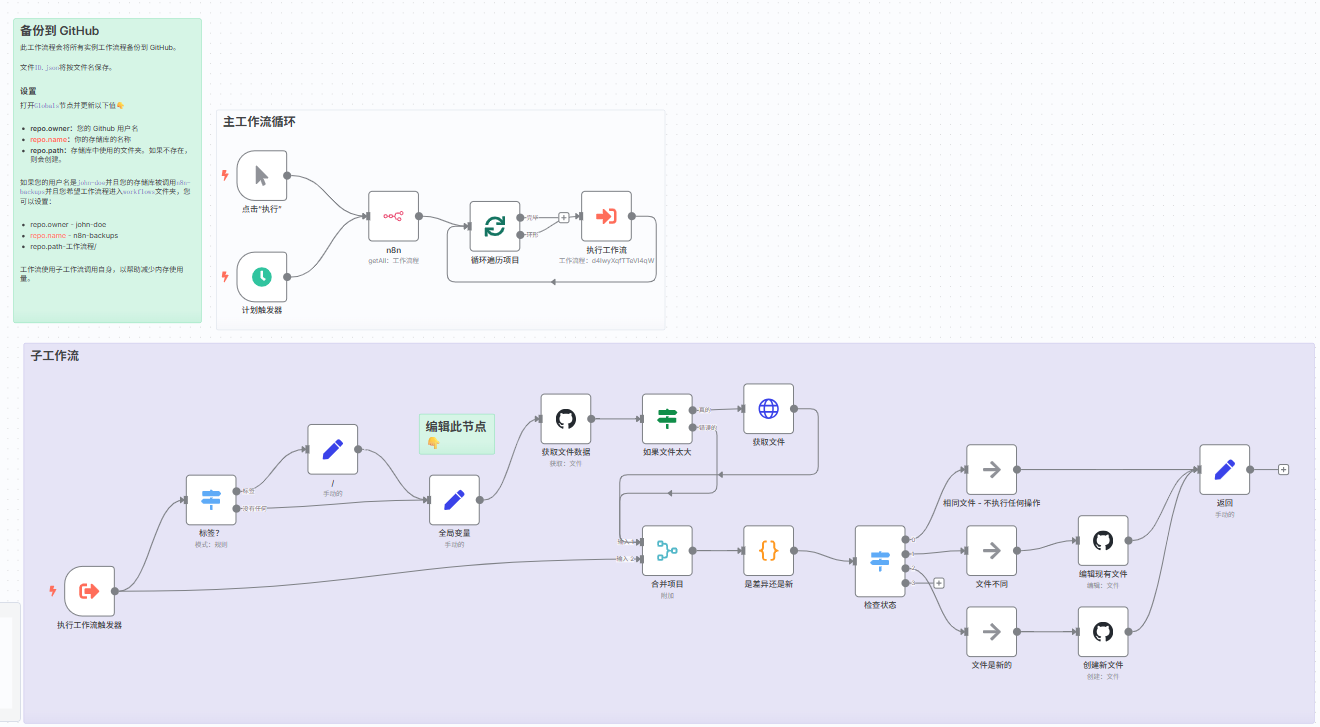 备份到 GitHub
此工作流程会将所有实例工作流程备份到 GitHub。
文件ID.json将按文件名保存。
设置
打开Globals节点并更新以下值👇
repo.owner：您的 Github 用户名
repo.name：你的存储库的名称
repo.path：存储库中使用的文件夹。如果不存在，
则会创建。
如果您的用户名是john-doe并且您的存储库被调用n8n-
backups并且您希望工作流程进入workflows文件夹，您
可以设置：
repo.owner - john-doe
repo.name - n8n-backups
repo.path-工作流程/
工作流使用子工作流调用自身，以帮助减少内存使用
量。
主工作流循环
点击“执行”
计划触发器
n8n
getAll: 工作流程
完毕
环形
循环遍历项目
执行工作流
工作流程：d4IwyXqfTTeVI4qW
子工作流
执行工作流触发器
标签
没有任何
标签？
模式：规则
/
手动的
编辑此节点
👇
全局变量
手动的
获取文件数据
获取：文件
真的
错误的
如果文件太大
获取文件
输入 1
输入 2
合并项目
附加
是差异还是新
0
1
2
3
检查状态
相同文件 - 不执行任何操作
文件不同
文件是新的
编辑现有文件
编辑：文件
创建新文件
创建：文件
返回
手动的